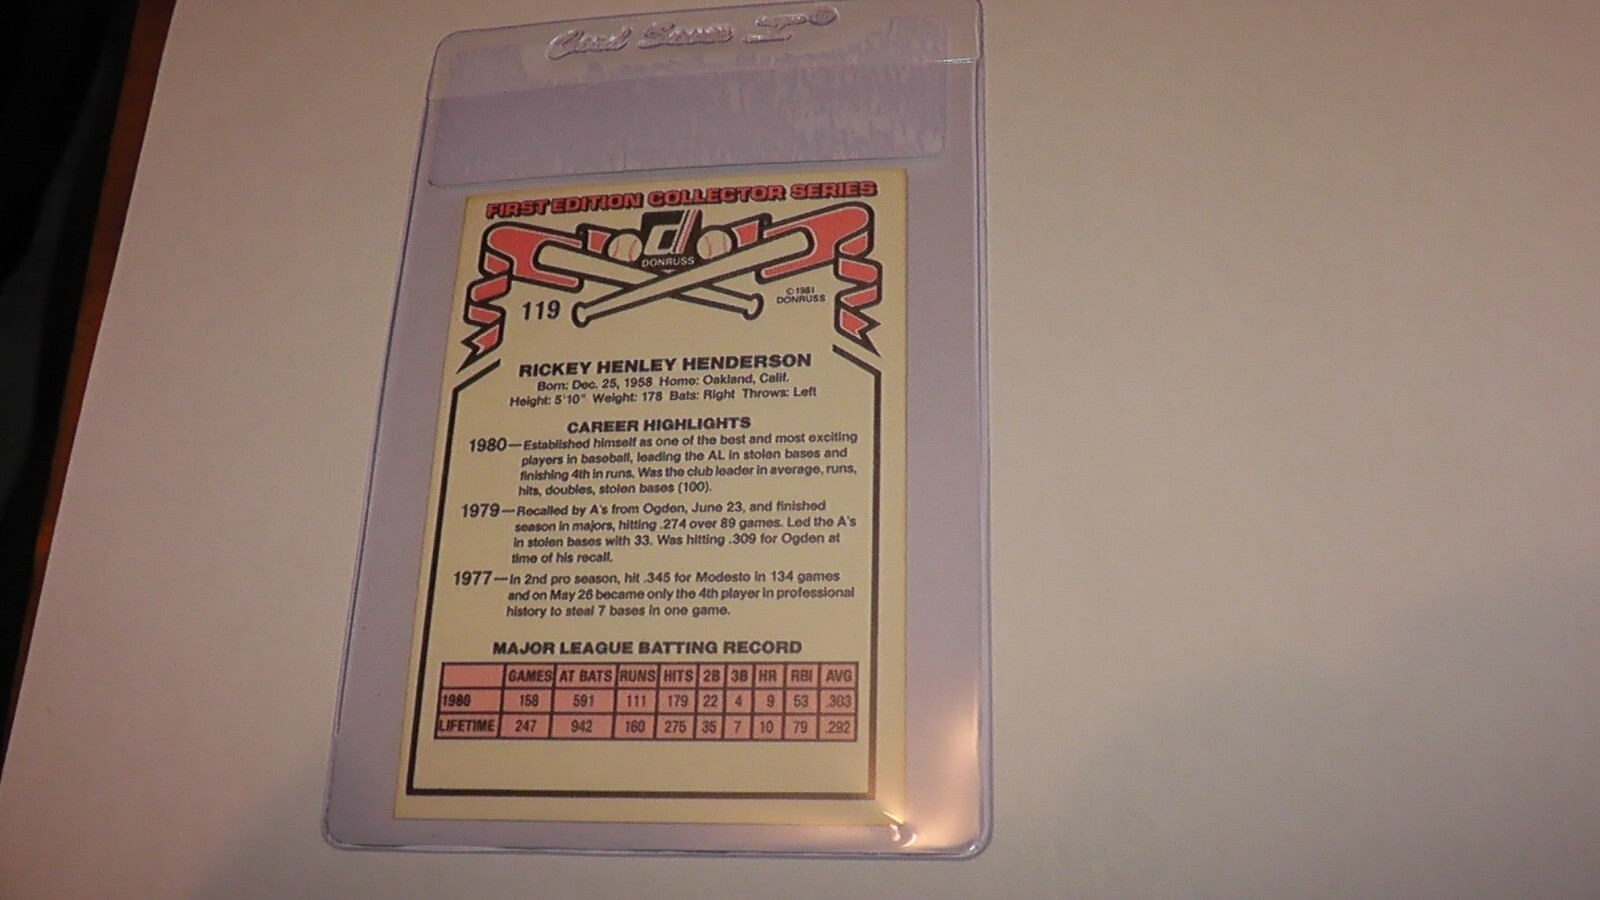 Card Saver I®
FIRST EDITION COLLECTOR SERIES
DONRUSS
119
© 1981
DONRUSS
RICKEY HENLEY HENDERSON
Born: Dec. 25, 1958 Home: Oakland, Calif.
Height: 5'10" Weight: 178 Bats: Right Throws: Left
CAREER HIGHLIGHTS
1980—Established himself as one of the best and most exciting
players in baseball, leading the AL in stolen bases and
finishing 4th in runs. Was the club leader in average, runs,
hits, doubles, stolen bases (100).
1979—Recalled by A's from Ogden, June 23, and finished
season in majors, hitting .274 over 89 games. Led the A's
in stolen bases with 33. Was hitting .309 for Ogden at
time of his recall.
1977—In 2nd pro season, hit .345 for Modesto in 134 games
and on May 26 became only the 4th player in professional
history to steal 7 bases in one game.
MAJOR LEAGUE BATTING RECORD
GAMES AT BATS RUNS HITS 2B 3B HR RBI AVG
1980 158 591 111 179 22 4 9 53 .303
LIFETIME 247 942 160 275 35 7 10 79 .292